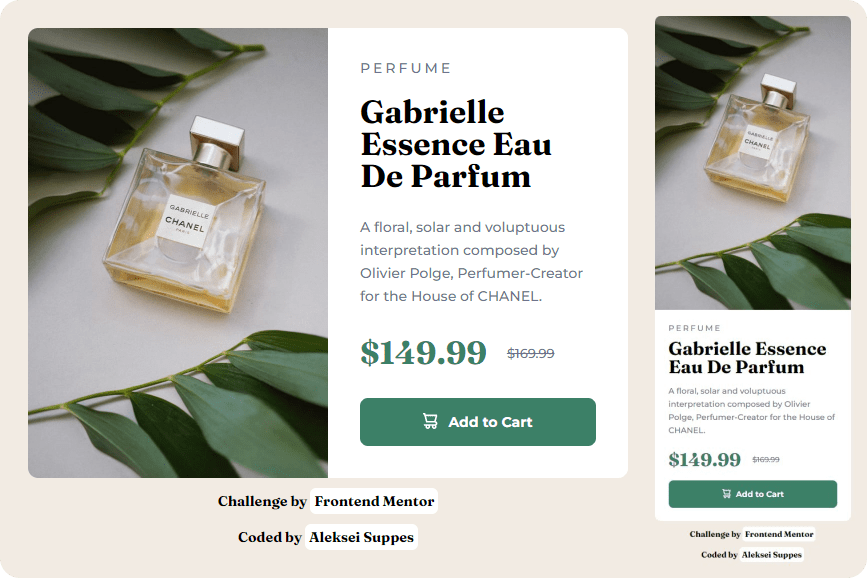 GABRIELLE
CHANEL
PARIS
PERFUME
Gabrielle
Essence Eau
De Parfum
A floral, solar and voluptuous
interpretation composed by
Olivier Polge, Perfumer-Creator
for the House of CHANEL.
$149.99 $169.99
Add to Cart
Challenge by Frontend Mentor
Coded by Aleksei Suppes
GABRIELLE
CHANEL
PERFUME
Gabrielle Essence
Eau De Parfum
A floral, solar and voluptuous
interpretation composed by Olivier
Polge, Perfumer-Creator for the House of
CHANEL.
$149.99 $169.99
Add to Cart
Challenge by Frontend Mentor
Coded by Aleksei Suppes